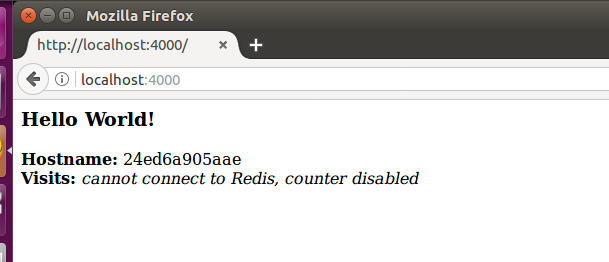 Mozilla Firefox
http://localhost:4000/
localhost:4000
Hello World!
Hostname: 24ed6a905aae
Visits: cannot connect to Redis, counter disabled